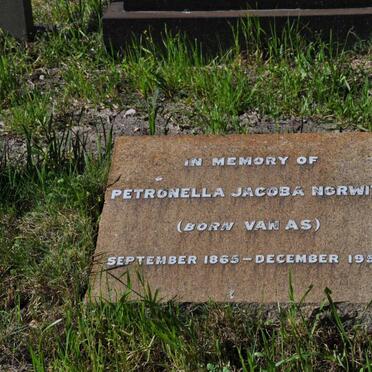 IN MEMORY OF
PETRONELLA JACOBA
(BORN VAN AS)
SEPTEMBER 1865 – DECEMBER